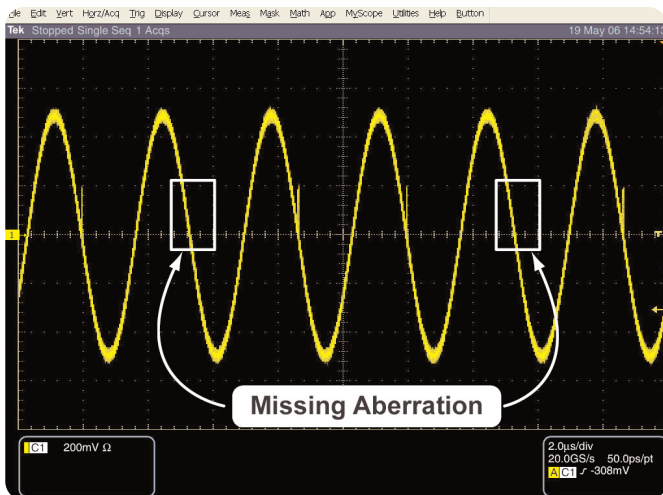 File Edit Vert Horz/Acq Trig Display Cursor Meas Mask Math App MyScope Utilities Help Button
Tek Stopped Single Seq 1 Acqs 19 May 06 14:54:13
1
Missing Aberration
C1 200mV Ω
2.0µs/div
20.0GS/s 50.0ps/pt
A C1 ∫ -308mV